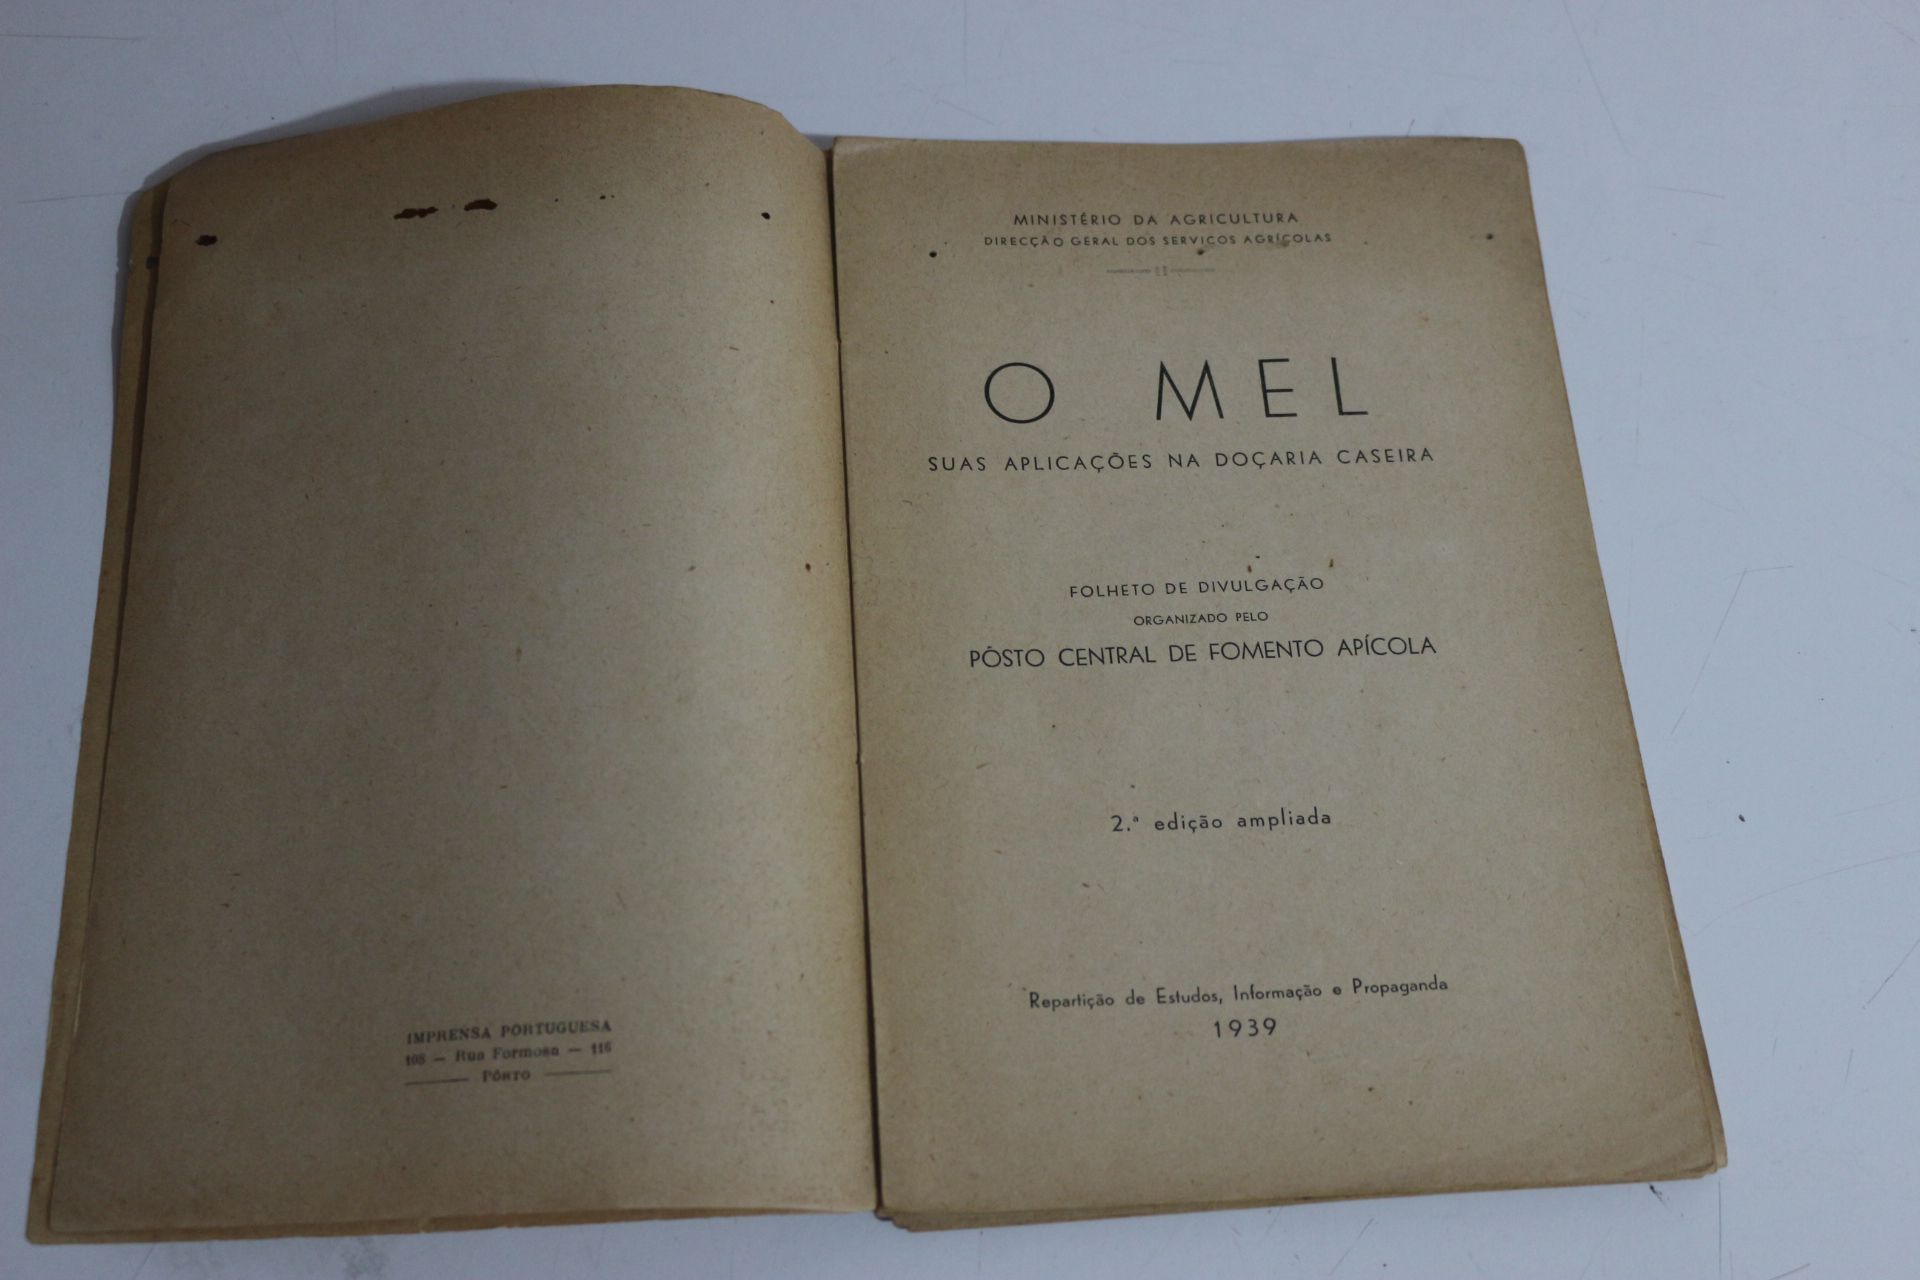 IMPRENSA PORTUGUESA
108 — Rua Formosa — 116
PÔRTO
MINISTÉRIO DA AGRICULTURA
DIRECÇÃO GERAL DOS SERVIÇOS AGRÍCOLAS
O MEL
SUAS APLICAÇÕES NA DOÇARIA CASEIRA
FOLHETO DE DIVULGAÇÃO
ORGANIZADO PELO
PÔSTO CENTRAL DE FOMENTO APÍCOLA
2.ª edição ampliada
Repartição de Estudos, Informação e Propaganda
1939